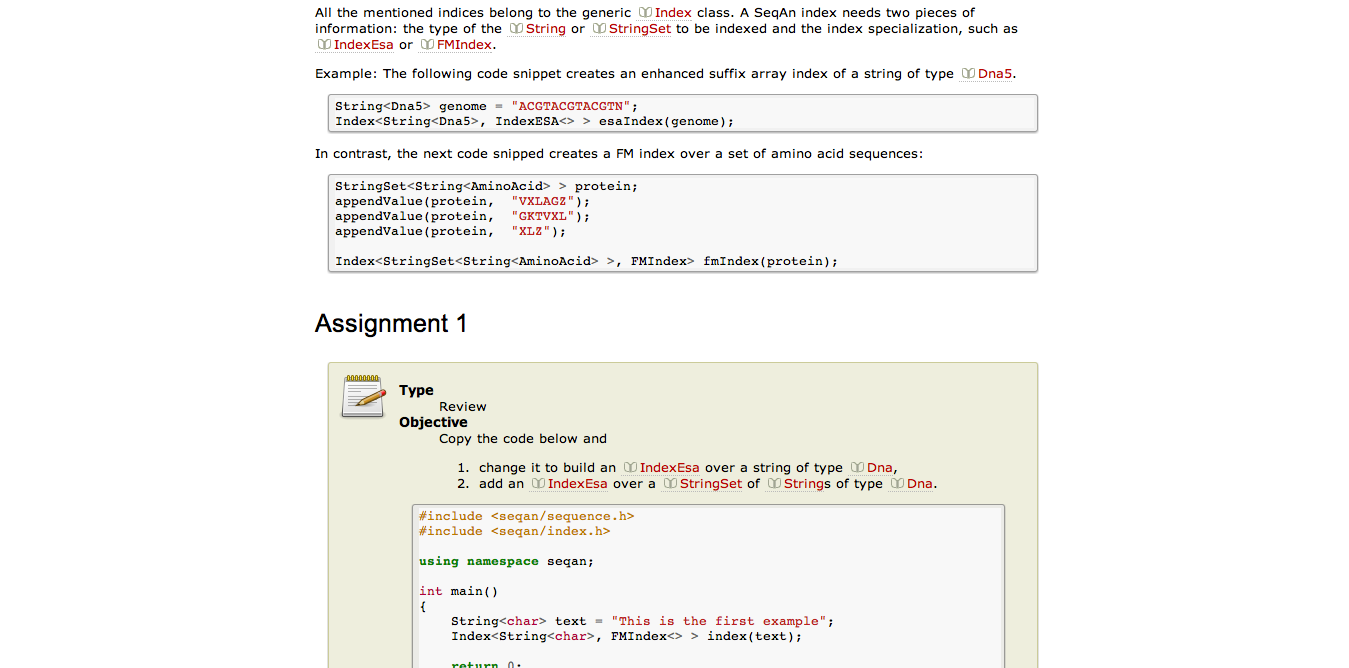 All the mentioned indices belong to the generic Index class. A SeqAn index needs two pieces of
information: the type of the String or StringSet to be indexed and the index specialization, such as
IndexEsa or FMIndex.
Example: The following code snippet creates an enhanced suffix array index of a string of type Dna5.
String<Dna5> genome = "ACGTACGTACGTN";
Index<String<Dna5>, IndexESA<> > esaIndex(genome);
In contrast, the next code snipped creates a FM index over a set of amino acid sequences:
StringSet<String<AminoAcid> > protein;
appendValue(protein,  "VXLAGZ");
appendValue(protein,  "GKTVXL");
appendValue(protein,  "XLZ");
Index<StringSet<String<AminoAcid> >, FMIndex> fmIndex(protein);
Assignment 1
Type
Review
Objective
Copy the code below and
1. change it to build an IndexEsa over a string of type Dna,
2. add an IndexEsa over a StringSet of Strings of type Dna.
#include <seqan/sequence.h>
#include <seqan/index.h>
using namespace seqan;
int main()
{
String<char> text = "This is the first example";
Index<String<char>, FMIndex<> > index(text);
return 0;